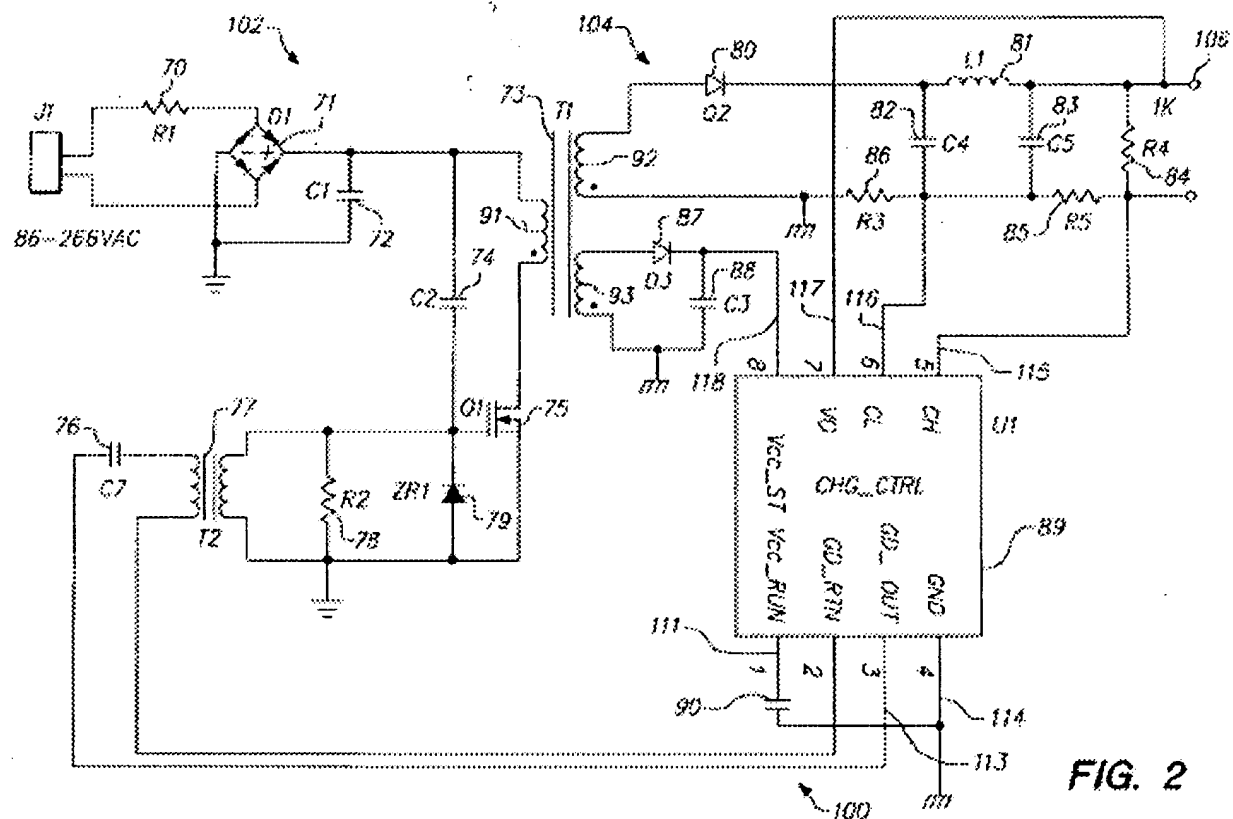 102
104
80
L1
81
106
70
J1
R1
D1
71
73
T1
D2
82
C4
83
C5
1K
R4
84
92
86
R3
85
R5
C1
72
86-265VAC
91
87
D3
88
C3
93
74
C2
117
116
118
115
8
7
6
5
Q1
75
76
77
C7
T2
R2
78
ZR1
79
VO
CL
CH
U1
Vcc_ST
CHG_CTRL
89
Vcc_RUN
GD_RTN
GD_OUT
GND
111
1
2
3
4
90
114
113
100
FIG. 2